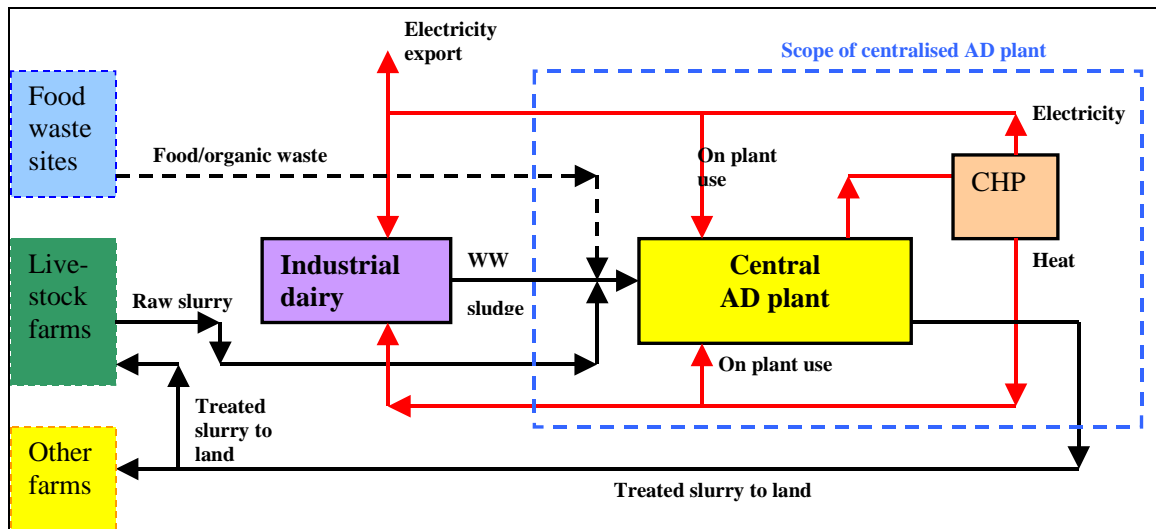 Electricity
export
Scope of centralised AD plant
Food
waste
sites
Electricity
Food/organic waste
On plant
use
CHP
Live-
stock
farms
Raw slurry
Industrial
dairy
WW
sludge
Central
AD plant
Heat
On plant use
Treated
slurry to
land
Other
farms
Treated slurry to land